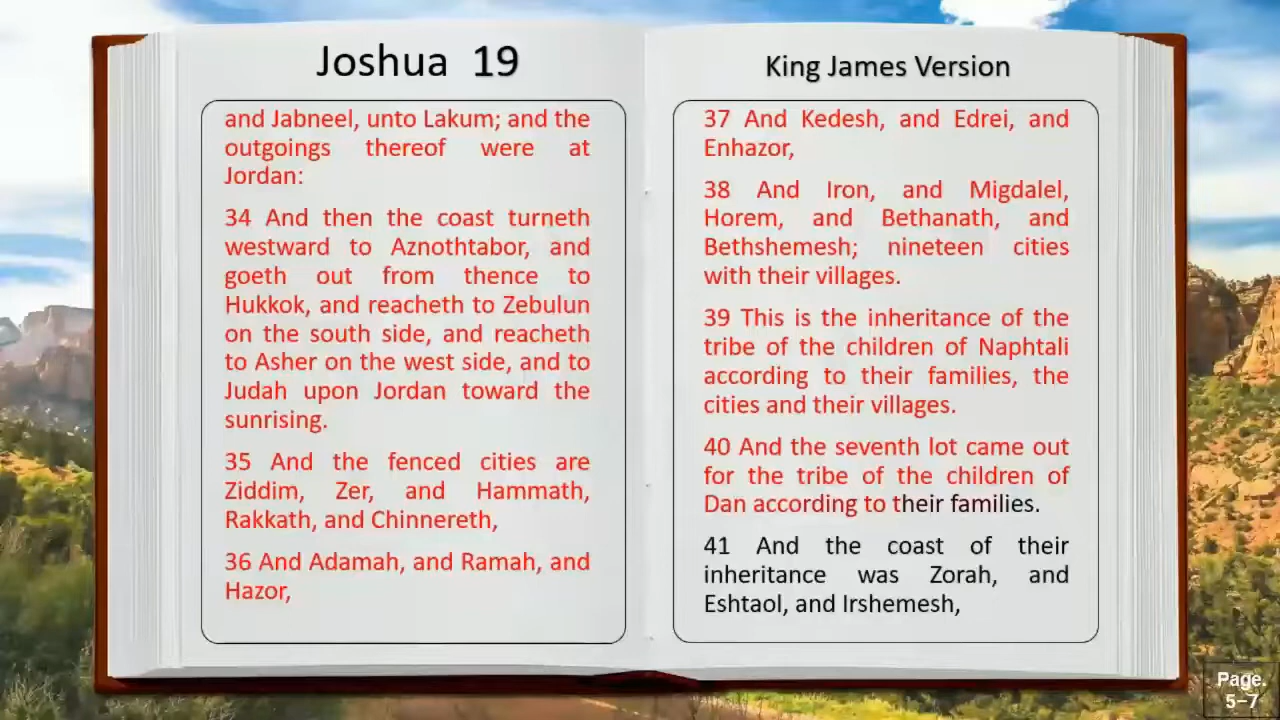 Joshua 19
and Jabneel, unto Lakum; and the
outgoings thereof were at
Jordan:
34 And then the coast turneth
westward to Aznothtabor, and
goeth out from thence to
Hukkok, and reacheth to Zebulun
on the south side, and reacheth
to Asher on the west side, and to
Judah upon Jordan toward the
sunrising.
35 And the fenced cities are
Ziddim, Zer, and Hammath,
Rakkath, and Chinnereth,
36 And Adamah, and Ramah, and
Hazor,
King James Version
37 And Kedesh, and Edrei, and
Enhazor,
38 And Iron, and Migdalel,
Horem, and Bethanath, and
Bethshemesh; nineteen cities
with their villages.
39 This is the inheritance of the
tribe of the children of Naphtali
according to their families, the
cities and their villages.
40 And the seventh lot came out
for the tribe of the children of
Dan according to their families.
41 And the coast of their
inheritance was Zorah, and
Eshtaol, and Irshemesh,
Page.
5-7